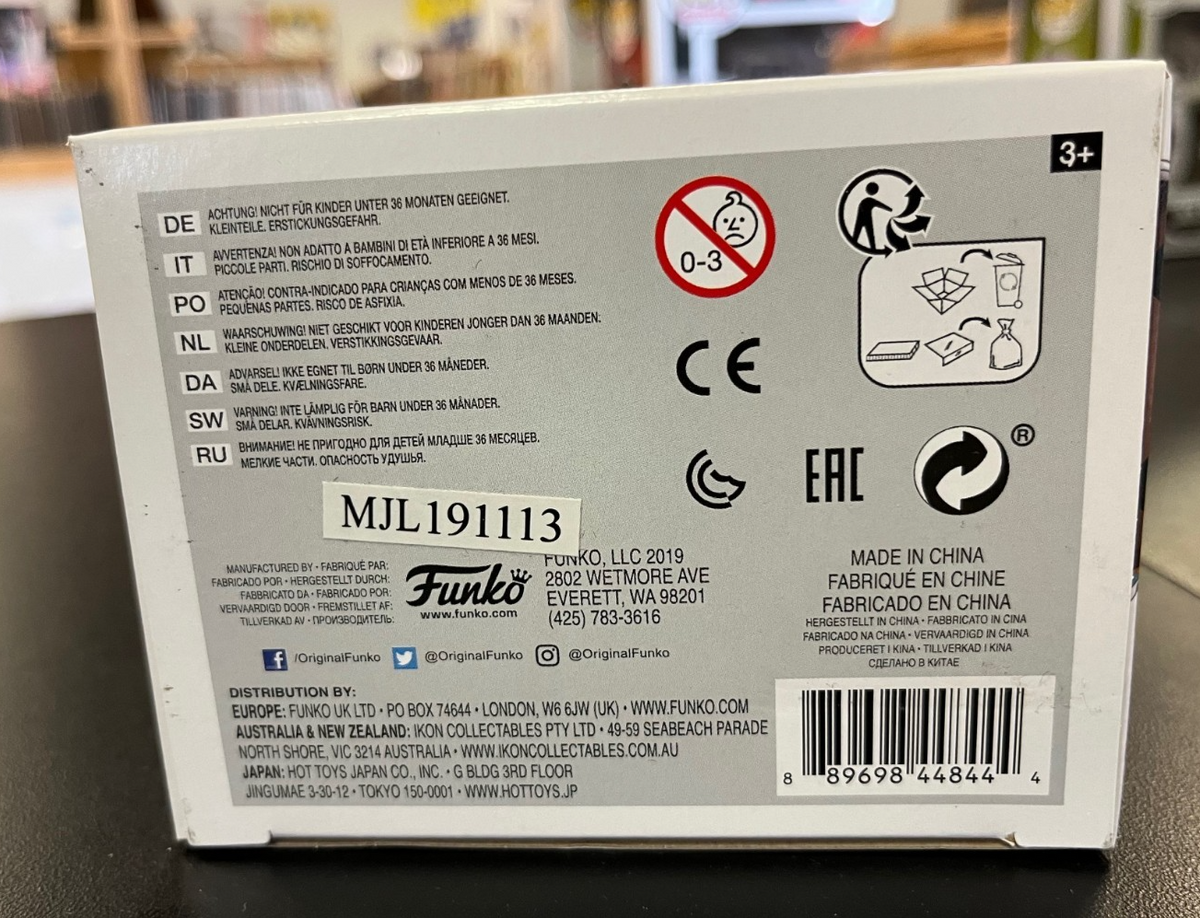 3+
DE ACHTUNG! NICHT FÜR KINDER UNTER 36 MONATEN GEEIGNET.
KLEINTEILE. ERSTICKUNGSGEFAHR.
IT AVVERTENZA! NON ADATTO A BAMBINI DI ETÀ INFERIORE A 36 MESI.
PICCOLE PARTI. RISCHIO DI SOFFOCAMENTO.
PO ATENÇÃO! CONTRA-INDICADO PARA CRIANÇAS COM MENOS DE 36 MESES.
PEQUENAS PARTES. RISCO DE ASFIXIA.
NL WAARSCHUWING! NIET GESCHIKT VOOR KINDEREN JONGER DAN 36 MAANDEN.
KLEINE ONDERDELEN. VERSTIKKINGSGEVAAR.
DA ADVARSEL! IKKE EGNET TIL BØRN UNDER 36 MÅNEDER.
SMÅ DELE. KVÆLNINGSFARE.
SW VARNING! INTE LÄMPLIG FÖR BARN UNDER 36 MÅNADER.
SMÅ DELAR. KVÄVNINGSRISK.
RU ВНИМАНИЕ! НЕ ПРИГОДНО ДЛЯ ДЕТЕЙ МЛАДШЕ 36 МЕСЯЦЕВ.
МЕЛКИЕ ЧАСТИ. ОПАСНОСТЬ УДУШЬЯ.
0-3
CE
EAC
®
MJL191113
MANUFACTURED BY • FABRIQUÉ PAR:
FABRICADO POR • HERGESTELLT DURCH:
FABBRICATO DA • FABRICADO POR:
VERVAARDIGD DOOR • FREMSTILLET AF:
TILLVERKAD AV • ПРОИЗВОДИТЕЛЬ:
Funko
www.funko.com
FUNKO, LLC 2019
2802 WETMORE AVE
EVERETT, WA 98201
(425) 783-3616
/OriginalFunko @OriginalFunko @OriginalFunko
MADE IN CHINA
FABRIQUÉ EN CHINE
FABRICADO EN CHINA
HERGESTELLT IN CHINA • FABBRICATO IN CINA
FABRICADO NA CHINA • VERVAARDIGD IN CHINA
PRODUCERET I KINA • TILLVERKAD I KINA
СДЕЛАНО В КИТАЕ
DISTRIBUTION BY:
EUROPE: FUNKO UK LTD • PO BOX 74644 • LONDON, W6 6JW (UK) • WWW.FUNKO.COM
AUSTRALIA & NEW ZEALAND: IKON COLLECTABLES PTY LTD • 49-59 SEABEACH PARADE
NORTH SHORE, VIC 3214 AUSTRALIA • WWW.IKONCOLLECTABLES.COM.AU
JAPAN: HOT TOYS JAPAN CO., INC. • G BLDG 3RD FLOOR
JINGUMAE 3-30-12 • TOKYO 150-0001 • WWW.HOTTOYS.JP
8 89698 44844 4